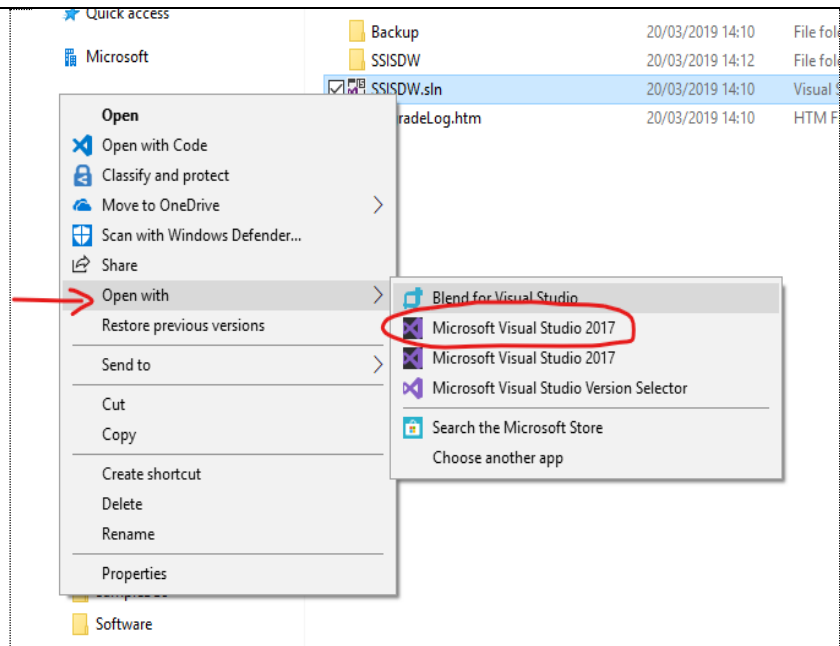 Quick access
Microsoft
Backup 20/03/2019 14:10 File fol
SSISDW 20/03/2019 14:12 File fol
SSISDW.sln 20/03/2019 14:10 Visual S
radeLog.htm 20/03/2019 14:10 HTM F
Open
Open with Code
Classify and protect
Move to OneDrive
Scan with Windows Defender...
Share
Open with
Restore previous versions
Send to
Cut
Copy
Create shortcut
Delete
Rename
Properties
Blend for Visual Studio
Microsoft Visual Studio 2017
Microsoft Visual Studio 2017
Microsoft Visual Studio Version Selector
Search the Microsoft Store
Choose another app
Software